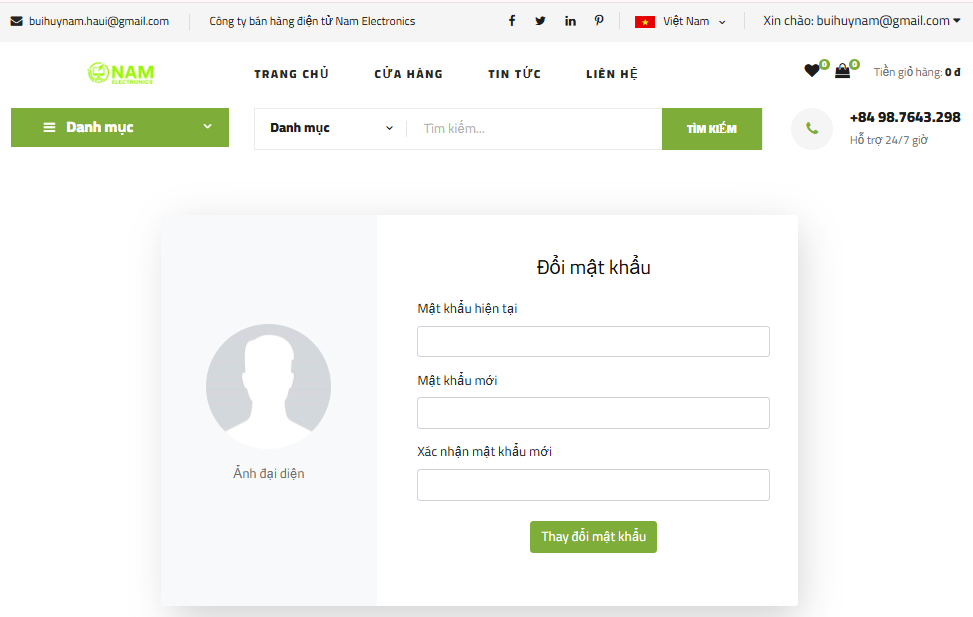 buihuynam.haui@gmail.com
Công ty bán hàng điện tử Nam Electronics
Việt Nam
Xin chào: buihuynam@gmail.com
NAM
ELECTRONICS
TRANG CHỦ
CỬA HÀNG
TIN TỨC
LIÊN HỆ
0
0
Tiền giỏ hàng: 0 đ
Danh mục
Danh mục
Tìm kiếm...
TÌM KIẾM
+84 98.7643.298
Hỗ trợ 24/7 giờ
Ảnh đại diện
Đổi mật khẩu
Mật khẩu hiện tại
Mật khẩu mới
Xác nhận mật khẩu mới
Thay đổi mật khẩu